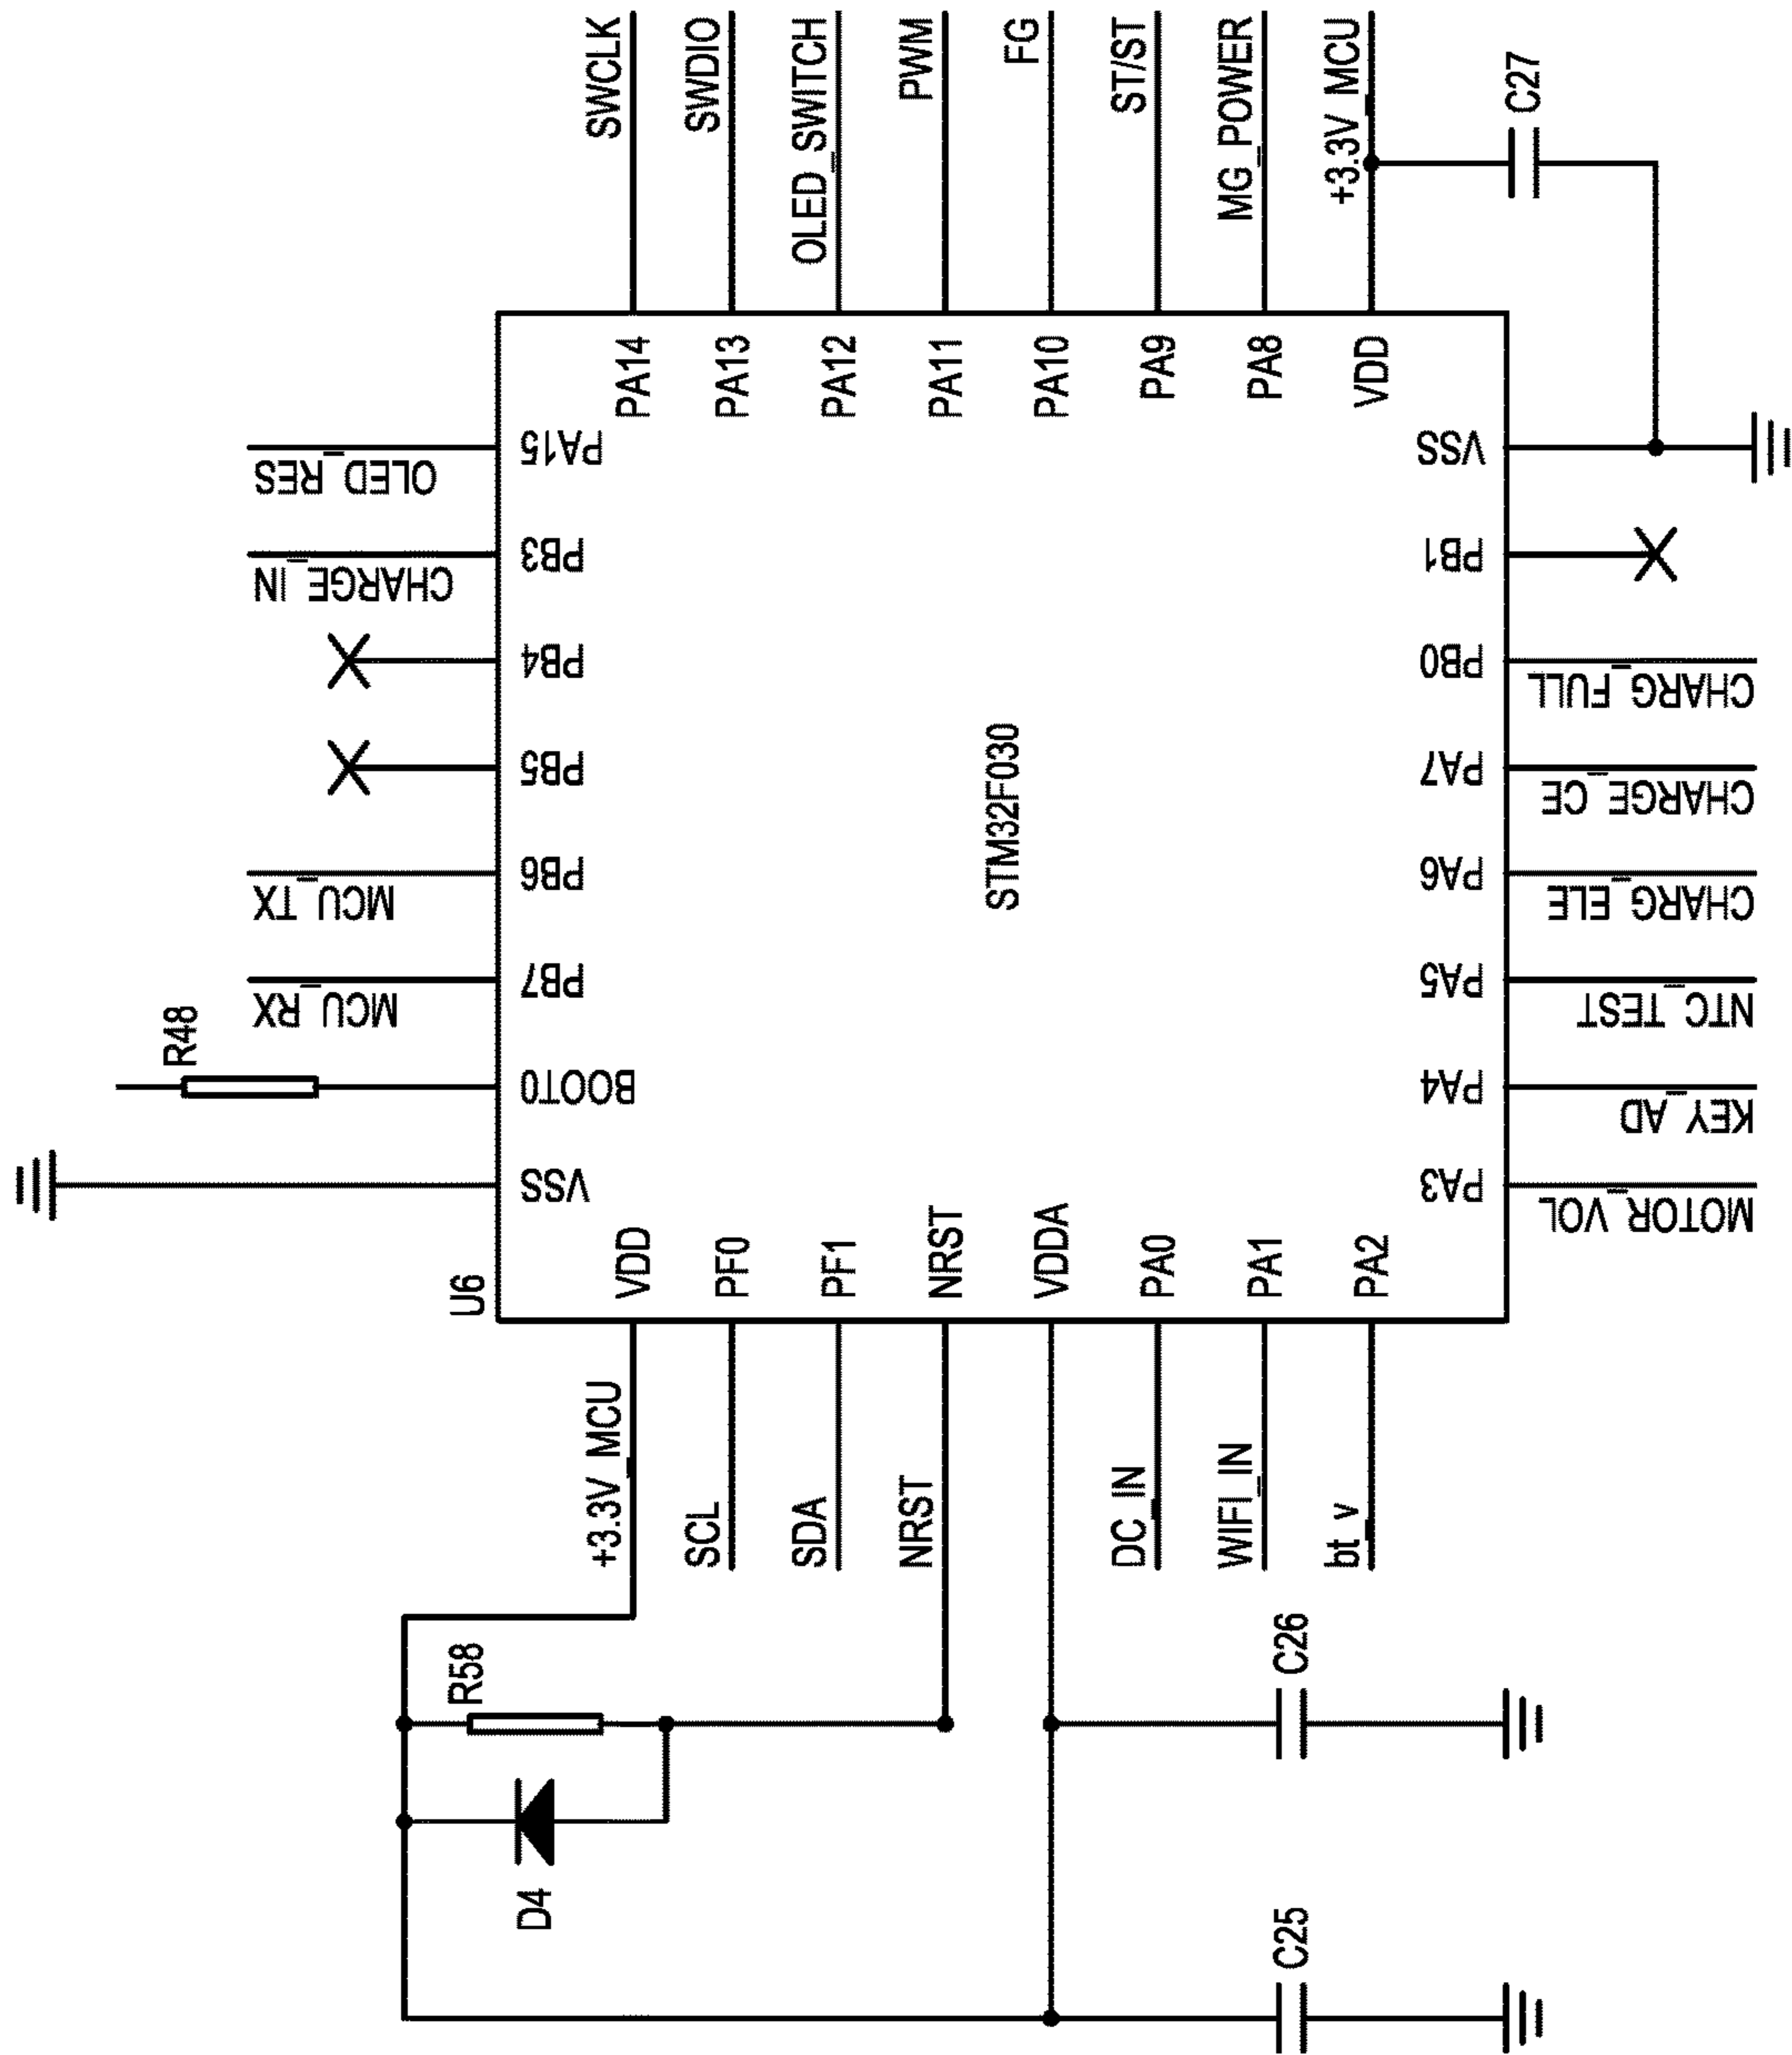 SWCLK
SWDIO
OLED_SWITCH
PWM
FG
ST/ST
MG_POWER
+3.3V_MCU
C27
PA14
PA13
PA12
PA11
PA10
PA9
PA8
VDD
OLED_RES
PA15
CHARGE_IN
PB3
PB4
PB5
MCU_TX
PB6
MCU_RX
PB7
R48
BOOT0
VSS
STM32F030
VSS
PB1
PB0
CHARG_FULL
PA7
CHARGE_CE
PA6
CHARG_ELE
PA5
NTC_TEST
PA4
KEY_AD
PA3
MOTOR_VOL
U6
VDD
PF0
PF1
NRST
VDDA
PA0
PA1
PA2
+3.3V_MCU
SCL
SDA
NRST
DC_IN
WIFI_IN
bt_v
R58
C26
D4
C25